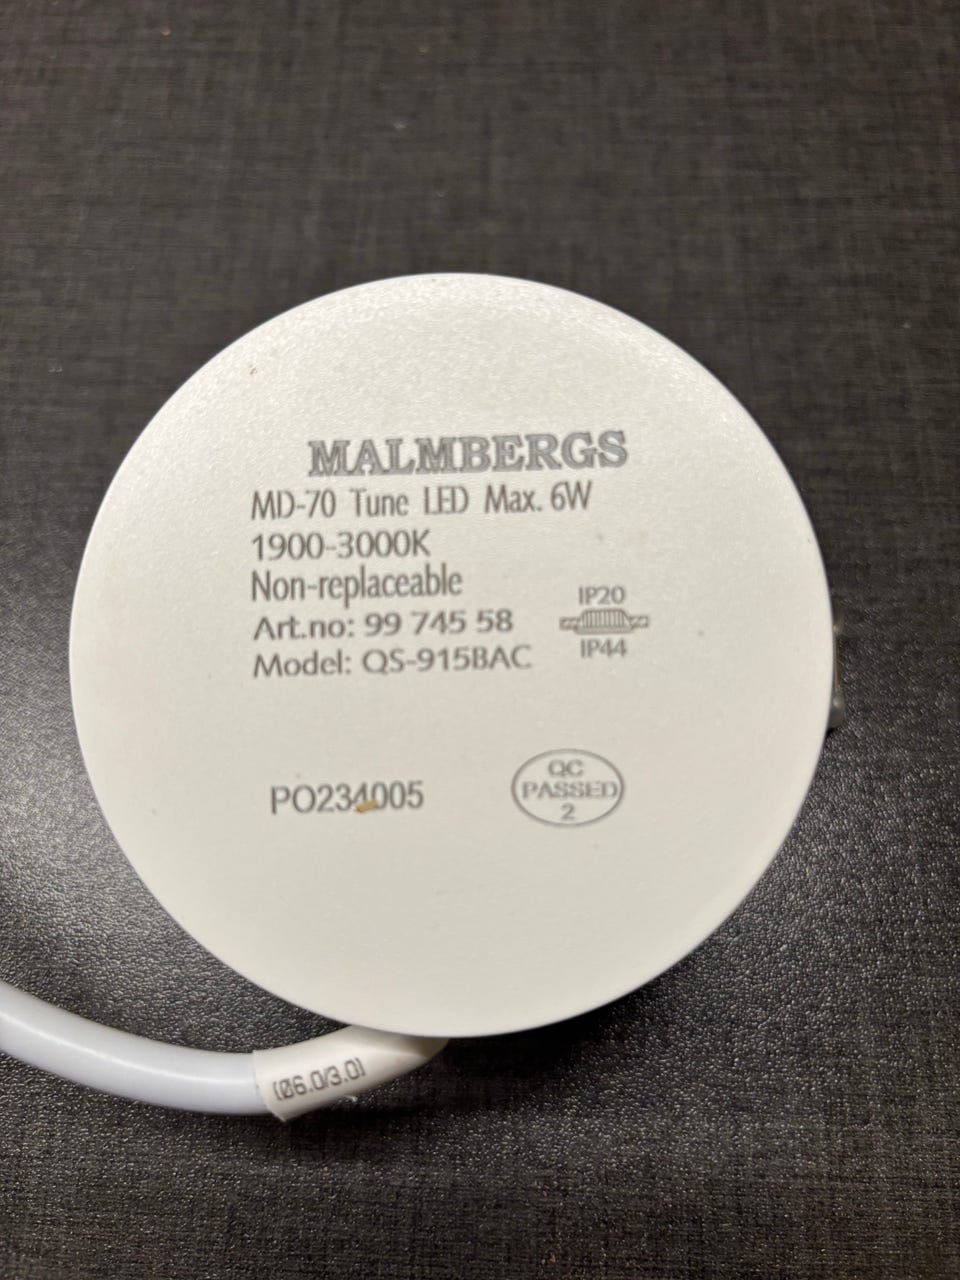 MALMBERGS
MD-70 Tune LED Max. 6W
1900-3000K
Non-replaceable
Art.no: 99 745 58
Model: QS-915BAC
IP20
IP44
PO234005
QC
PASSED
2
(Ø6.0/3.0)